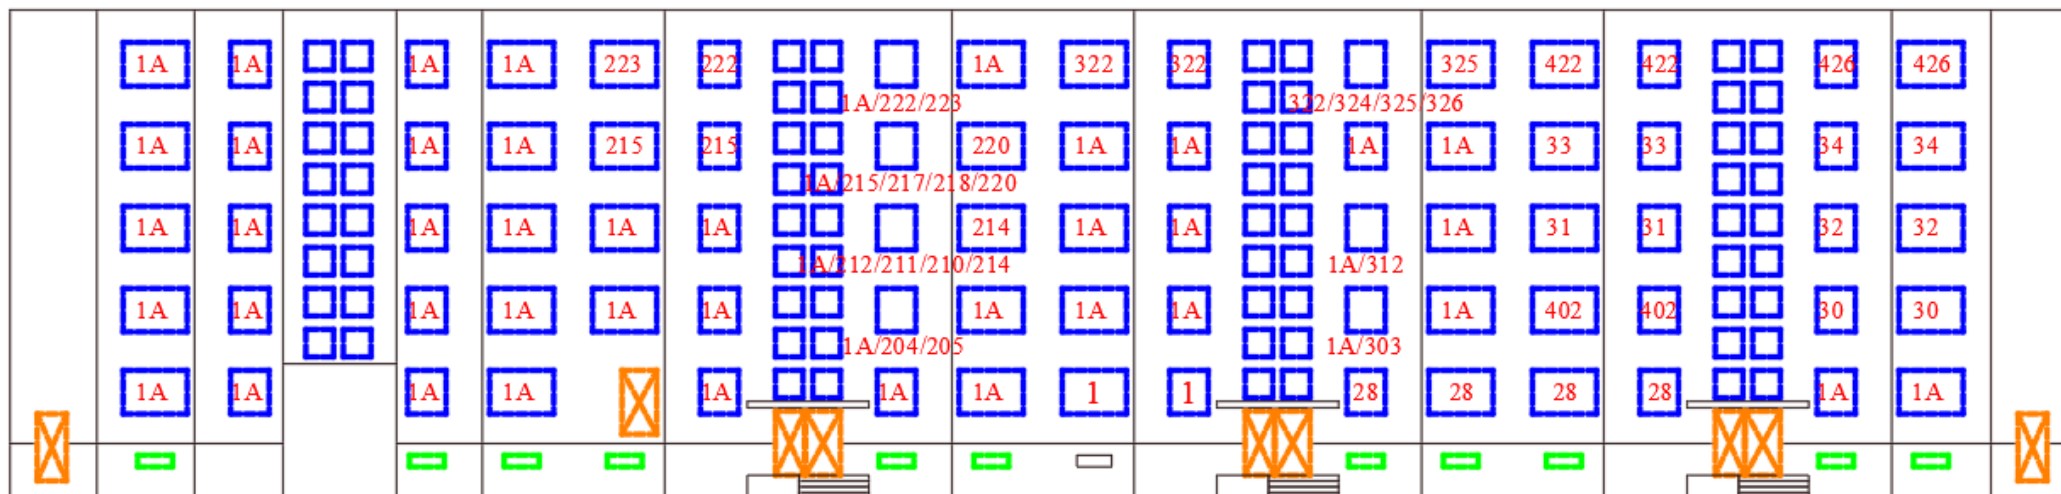 1A 1A 1A 1A 223 222 1A 322 322 325 422 422 426 426
1A/222/223 322/324/325/326
1A 1A 1A 1A 215 215 220 1A 1A 1A 1A 33 33 34 34
1A/215/217/218/220
1A 1A 1A 1A 1A 1A 214 1A 1A 1A 31 31 32 32
1A/212/211/210/214 1A/312
1A 1A 1A 1A 1A 1A 1A 1A 1A 1A 402 402 30 30
1A/204/205 1A/303
1A 1A 1A 1A 1A 1A 1A 1 1 28 28 28 28 1A 1A